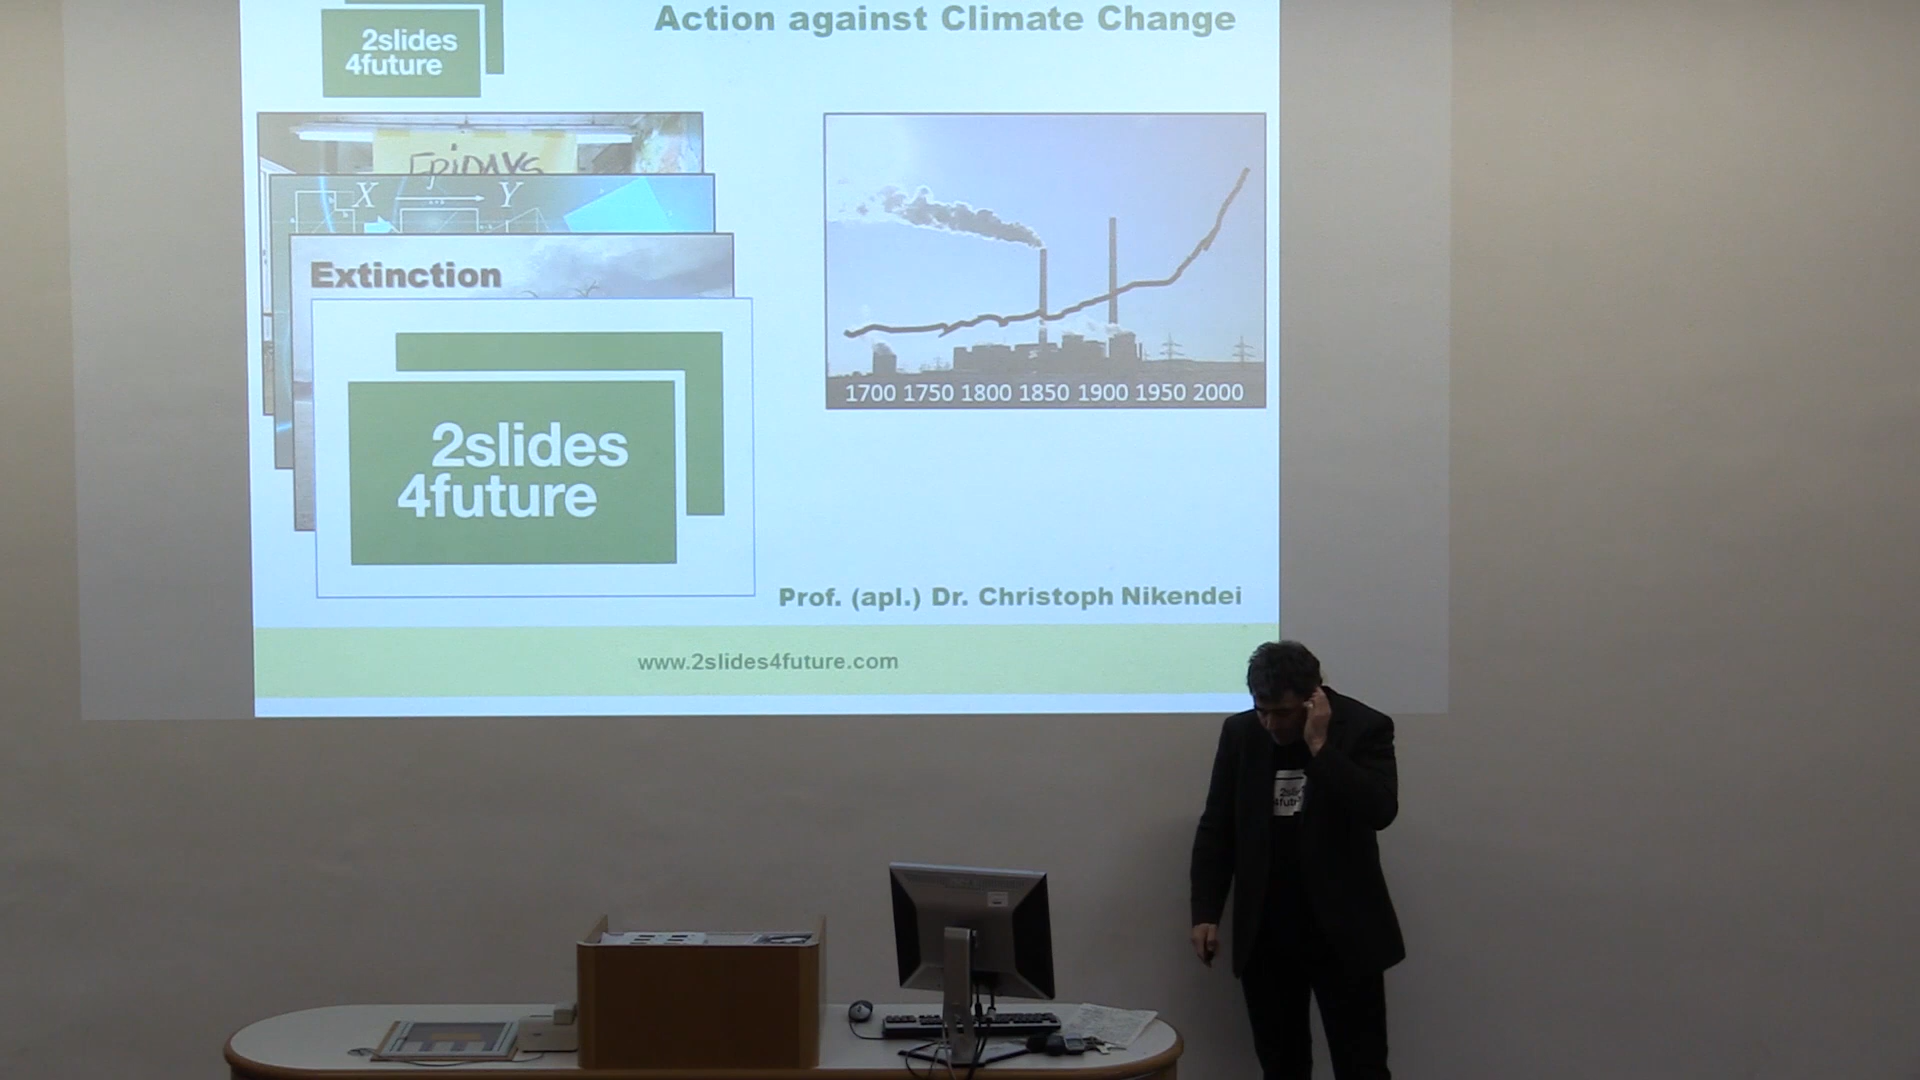 Action against Climate Change
2slides
4future
FRIDAYS
X
Y
Extinction
2slides
4future
1700 1750 1800 1850 1900 1950 2000
Prof. (apl.) Dr. Christoph Nikendei
www.2slides4future.com